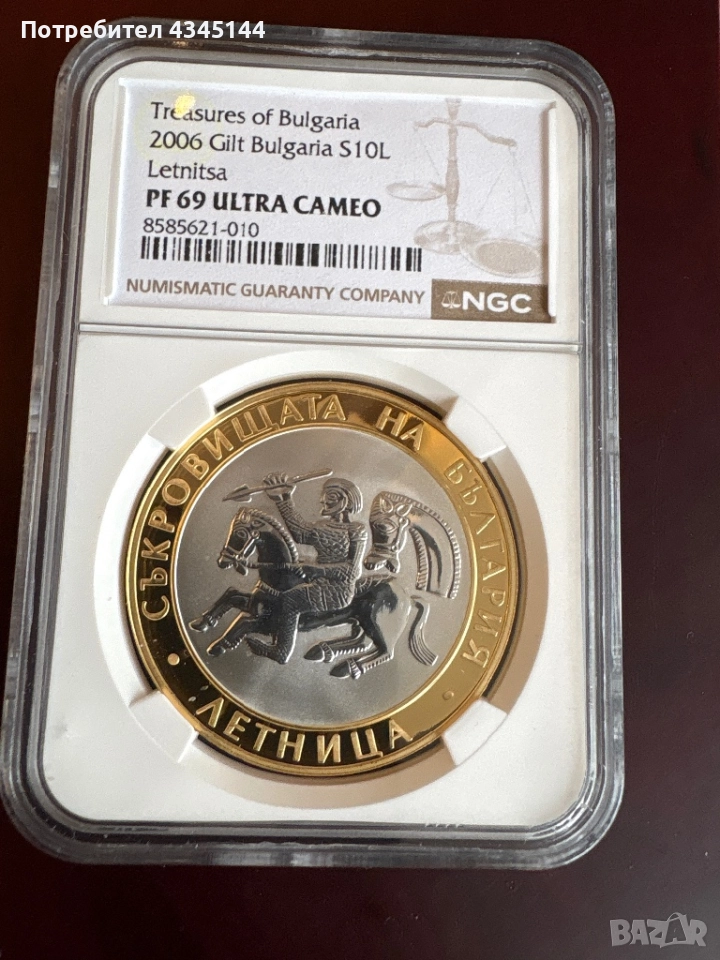 Потребител 4345144
Treasures of Bulgaria
2006 Gilt Bulgaria S10L
Letnitsa
PF 69 ULTRA CAMEO
8585621-010
NUMISMATIC GUARANTY COMPANY NGC
• СЪКРОВИЩАТА НА БЪЛГАРИЯ •
ЛЕТНИЦА
BAZAR